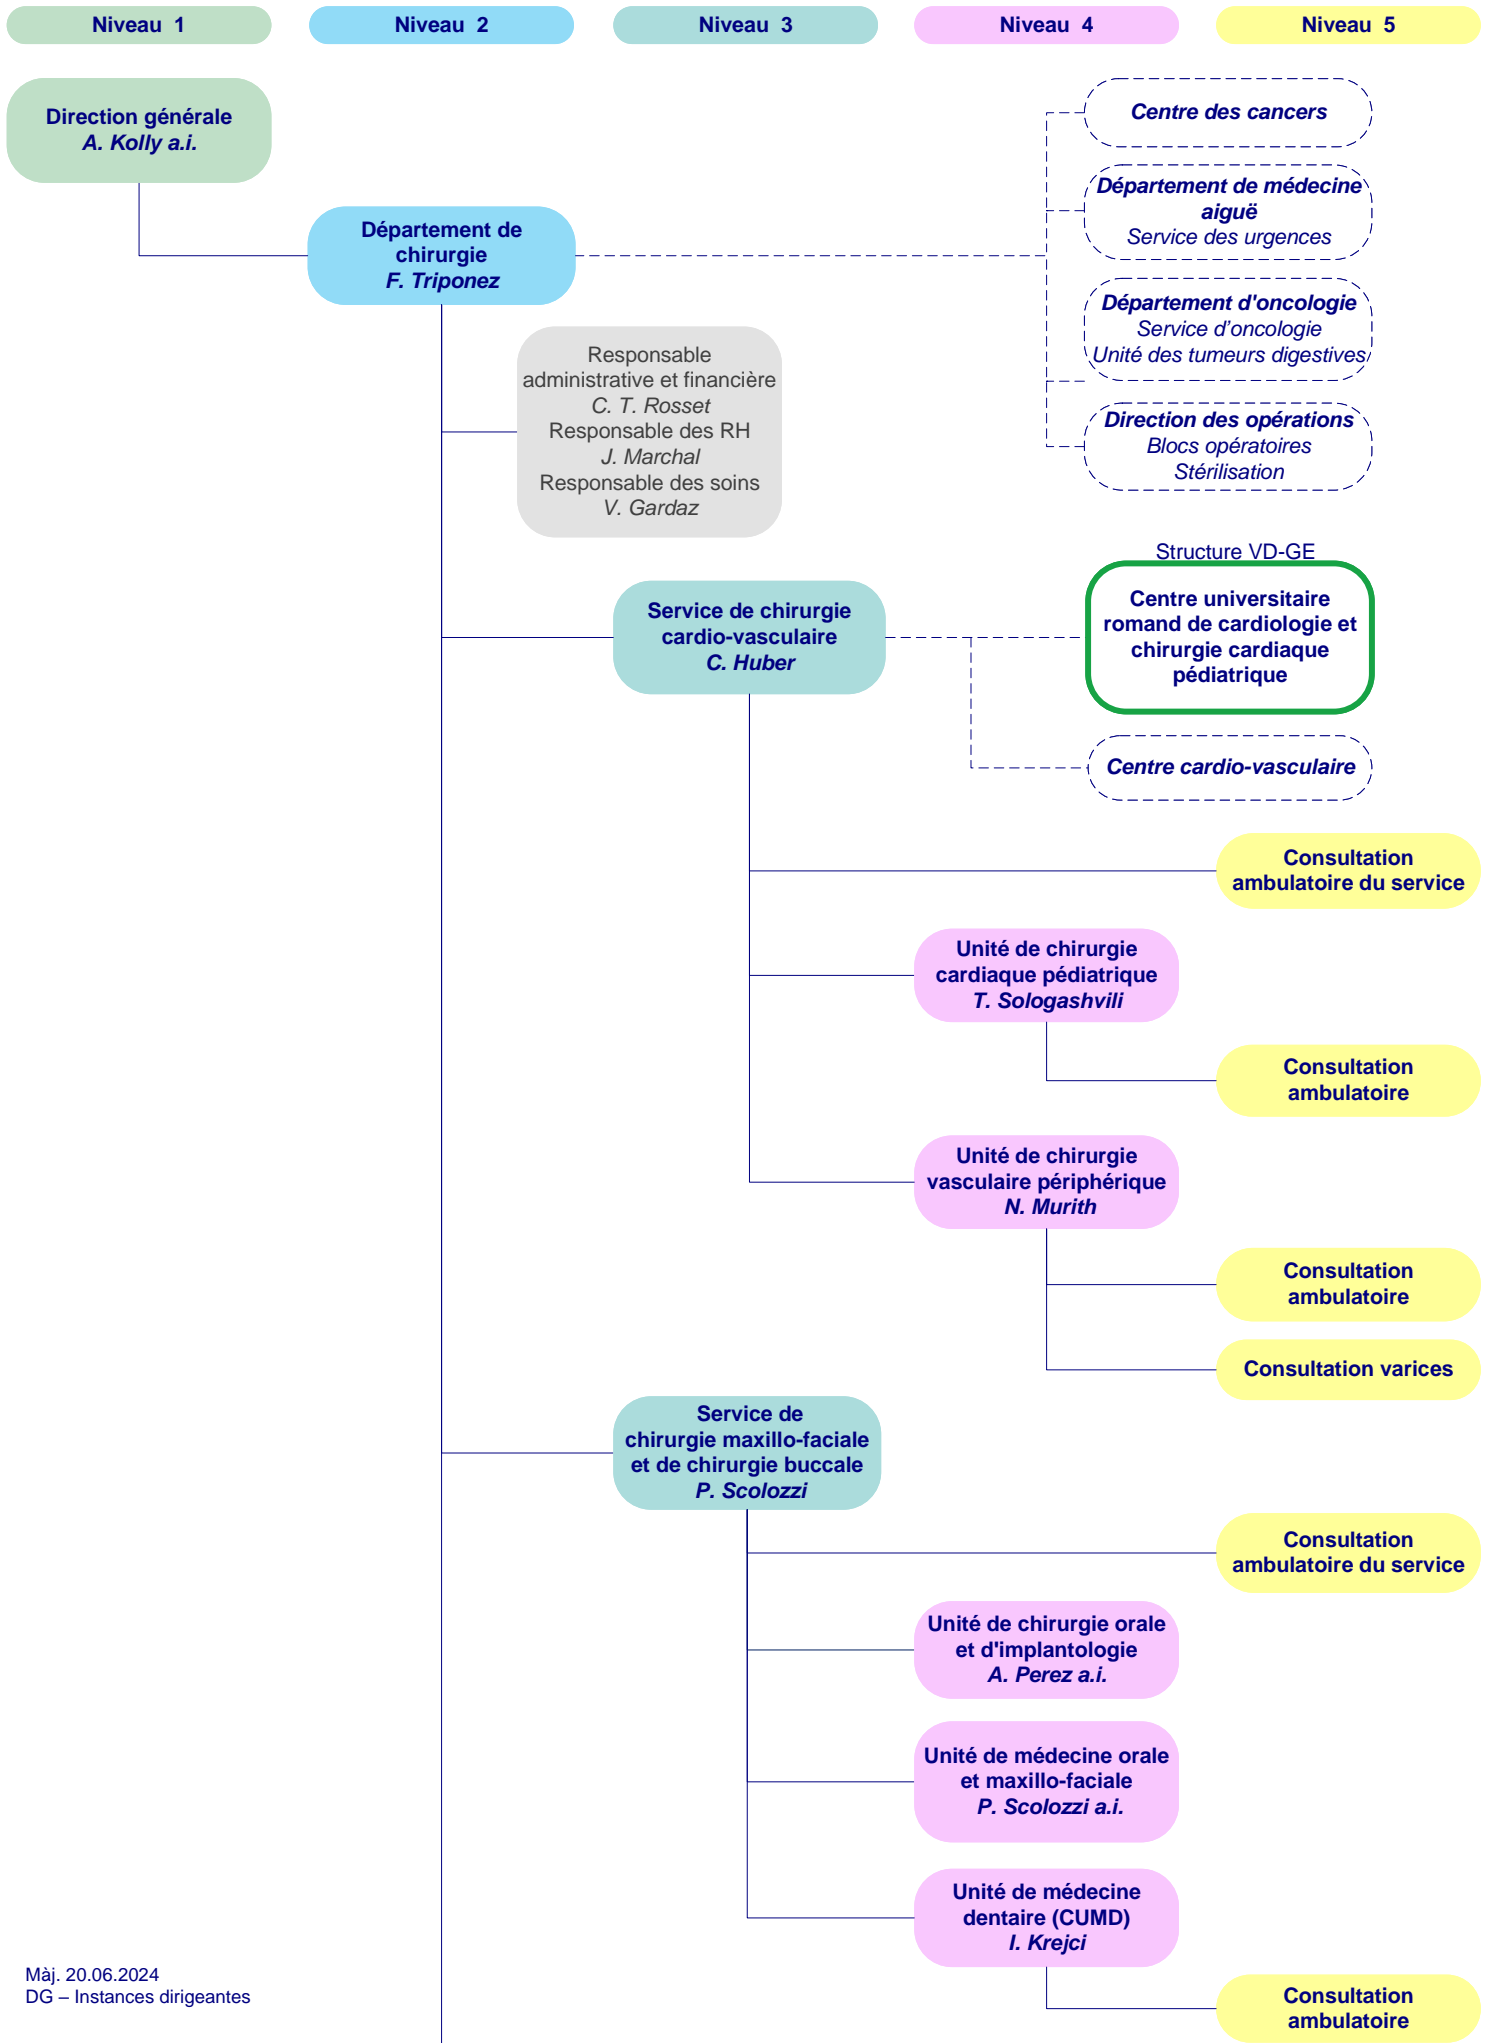 Niveau 1
Niveau 2
Niveau 3
Niveau 4
Niveau 5
Direction générale
A. Kolly a.i.
Département de
chirurgie
F. Triponez
Centre des cancers
Département de médecine
aiguë
Service des urgences
Département d'oncologie
Service d’oncologie
Unité des tumeurs digestives
Direction des opérations
Blocs opératoires
Stérilisation
Responsable
administrative et financière
C. T. Rosset
Responsable des RH
J. Marchal
Responsable des soins
V. Gardaz
Structure VD-GE
Centre universitaire
romand de cardiologie et
chirurgie cardiaque
pédiatrique
Service de chirurgie
cardio-vasculaire
C. Huber
Centre cardio-vasculaire
Consultation
ambulatoire du service
Unité de chirurgie
cardiaque pédiatrique
T. Sologashvili
Consultation
ambulatoire
Unité de chirurgie
vasculaire périphérique
N. Murith
Consultation
ambulatoire
Consultation varices
Service de
chirurgie maxillo-faciale
et de chirurgie buccale
P. Scolozzi
Consultation
ambulatoire du service
Unité de chirurgie orale
et d'implantologie
A. Perez a.i.
Unité de médecine orale
et maxillo-faciale
P. Scolozzi a.i.
Unité de médecine
dentaire (CUMD)
I. Krejci
Consultation
ambulatoire
Màj. 20.06.2024
DG – Instances dirigeantes